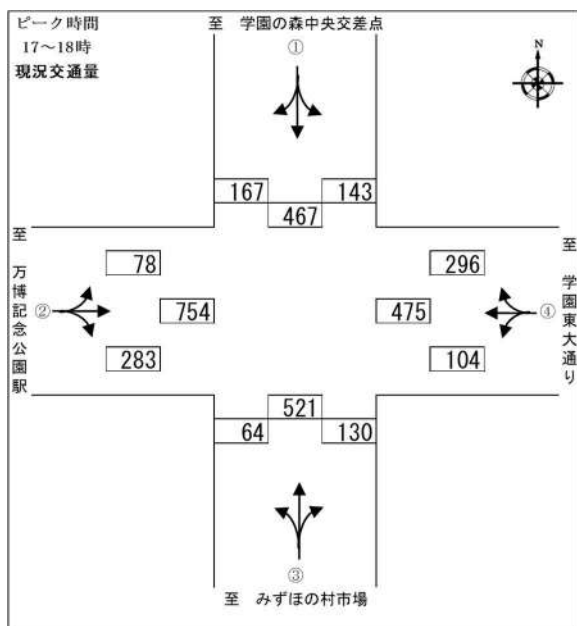 ピーク時間
17～18時
現況交通量
至 学園の森中央交差点
①
N
167
143
467
至 万博記念公園駅
②
78
754
283
296
475
104
④
至 学園東大通り
521
64
130
③
至 みずほの村市場